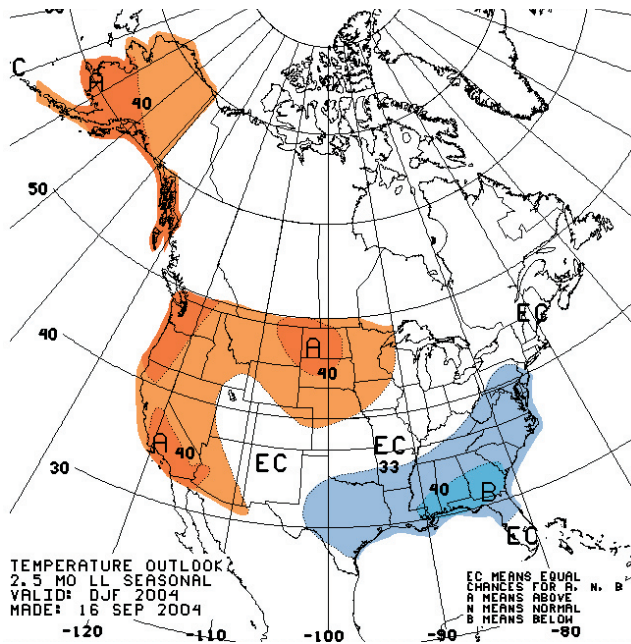 C
A
40
50
40
30
A
40
A
40
EC
EC
33
40
B
EC
EC
TEMPERATURE OUTLOOK
2.5 MO LL SEASONAL
VALID: DJF 2004
MADE: 16 SEP 2004
EC MEANS EQUAL
CHANCES FOR A, N, B
A MEANS ABOVE
N MEANS NORMAL
B MEANS BELOW
-120
-110
-100
-90
-80